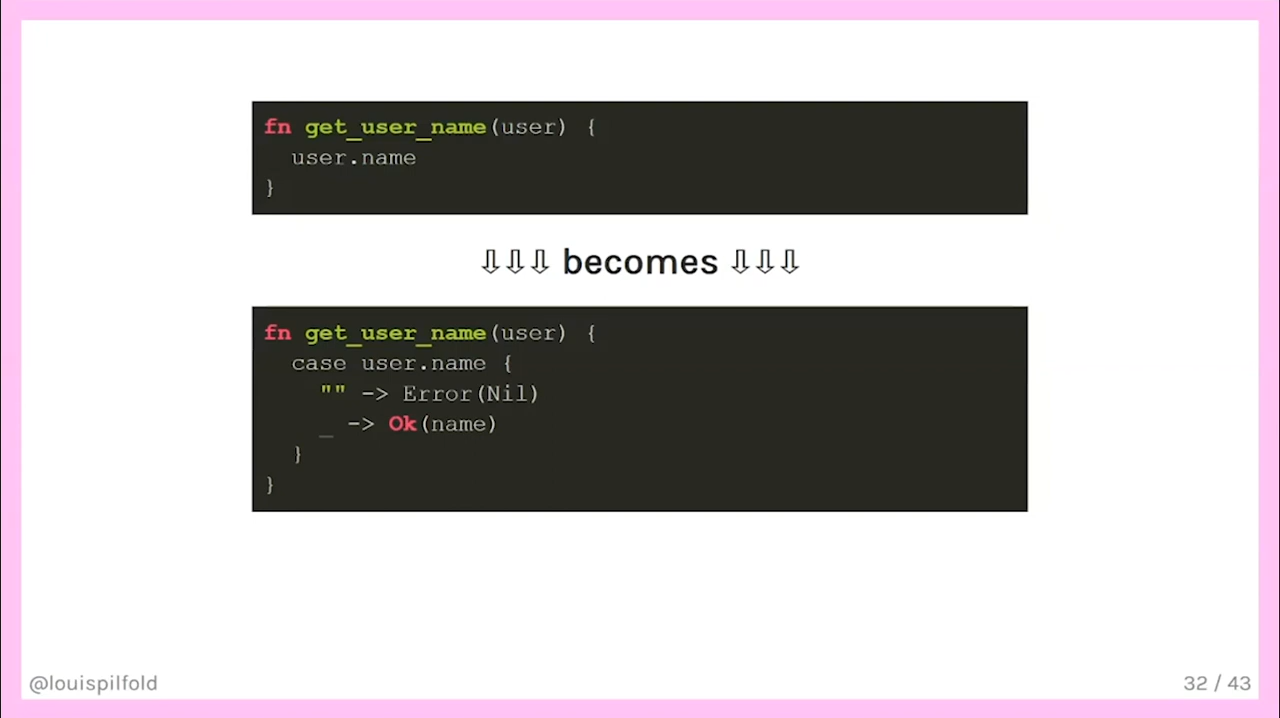 fn get_user_name(user) {
  user.name
}
⇩⇩⇩ becomes ⇩⇩⇩
fn get_user_name(user) {
  case user.name {
    "" -> Error(Nil)
    _ -> Ok(name)
  }
}
@louispilfold
32 / 43